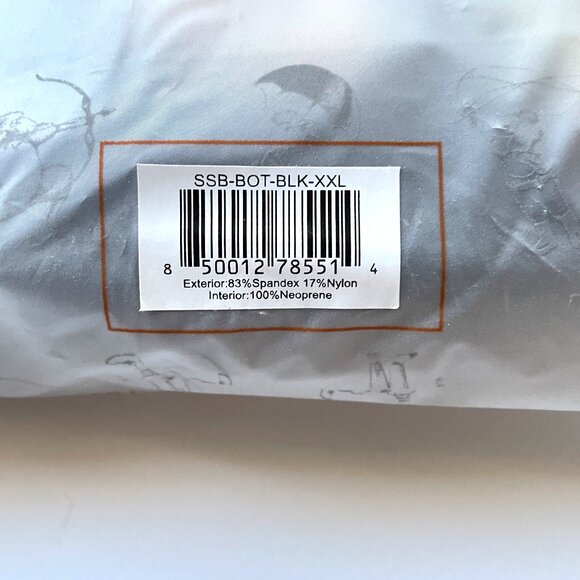 SSB-BOT-BLK-XXL
8 50012 78551 4
Exterior:83%Spandex 17%Nylon
Interior:100%Neoprene